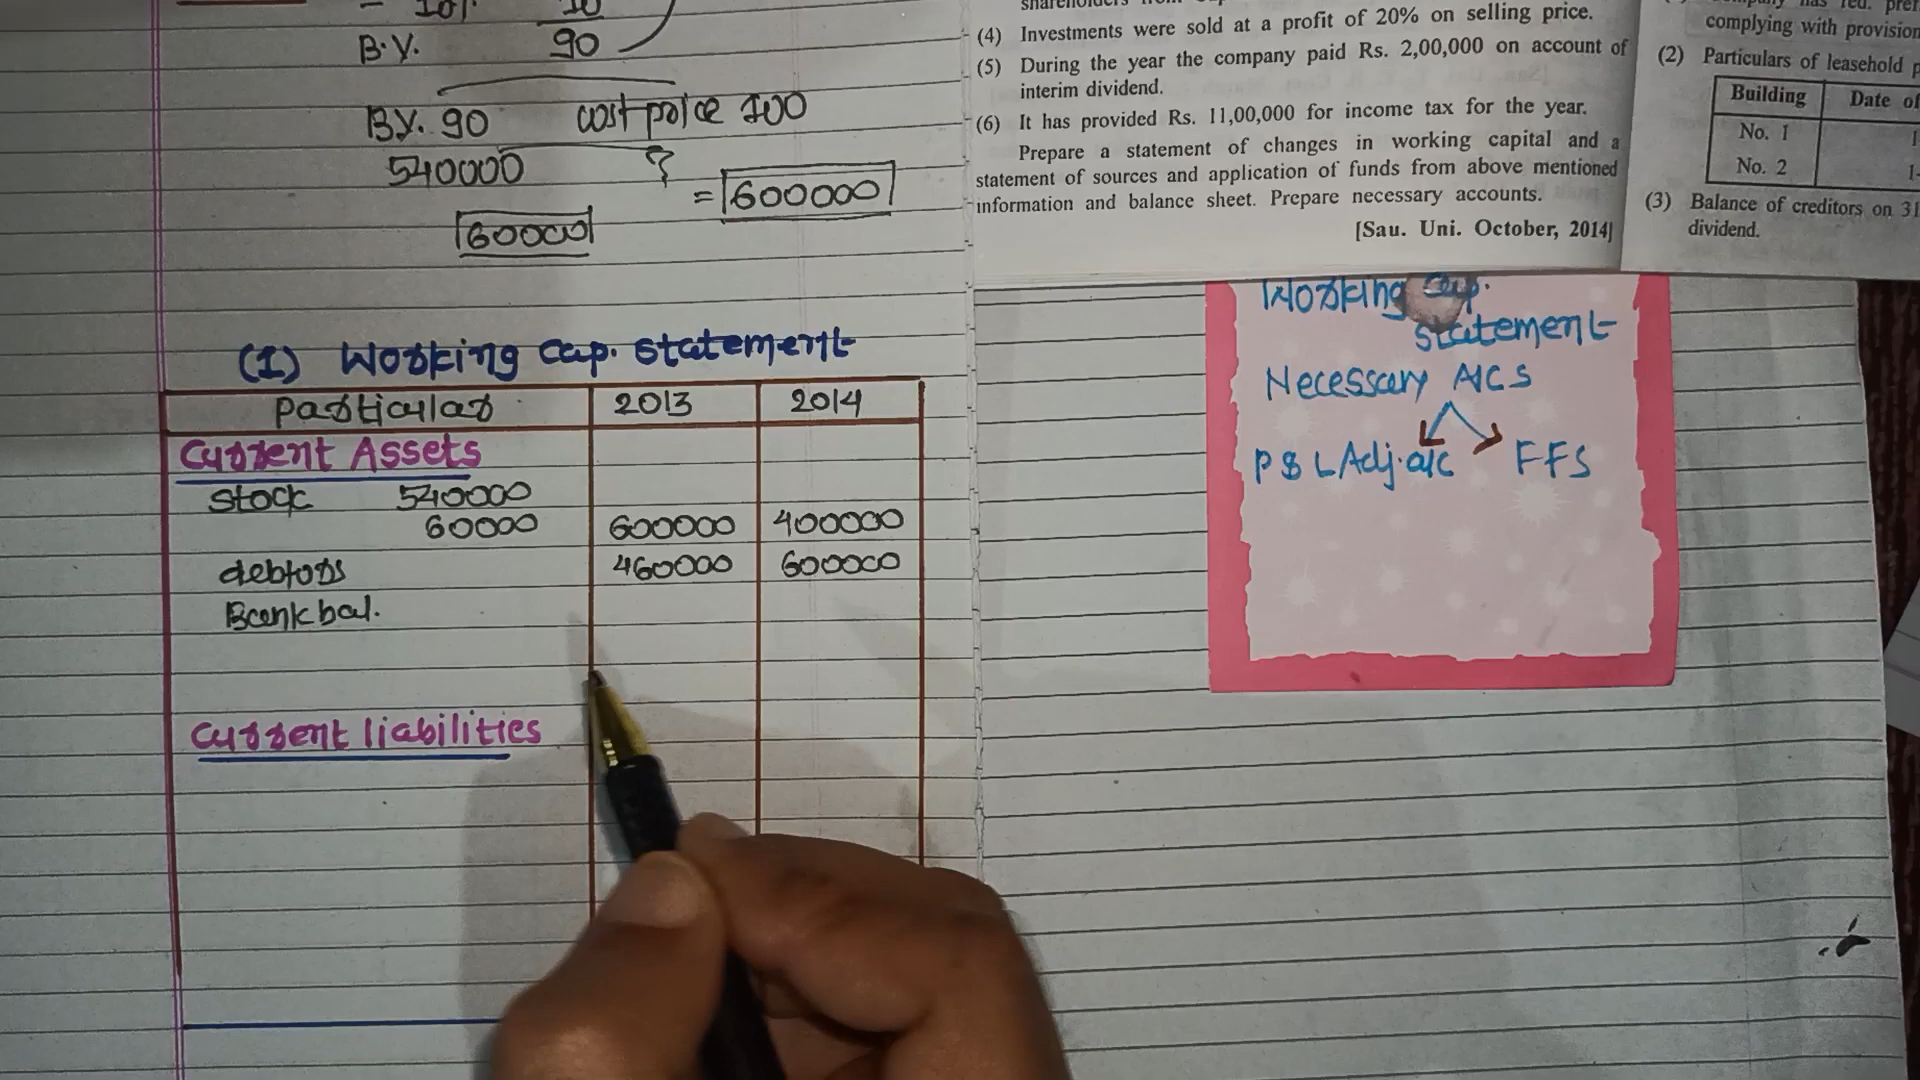 - 10%. 10
B.V. 90
B.V. 90 cost price 100
540000 ?
= 600000
60000
(1) Working cap. statement
Particular 2013 2014
Current Assets
stock 540000
60000 600000 400000
debtors 460000 600000
Bank bal.
Current liabilities
(4) Investments were sold at a profit of 20% on selling price.
(5) During the year the company paid Rs. 2,00,000 on account of
interim dividend.
(6) It has provided Rs. 11,00,000 for income tax for the year.
Prepare a statement of changes in working capital and a
statement of sources and application of funds from above mentioned
information and balance sheet. Prepare necessary accounts.
[Sau. Uni. October, 2014]
complying with provision
(2) Particulars of leasehold
Building Date of
No. 1
No. 2
(3) Balance of creditors on 31
dividend.
Working Cap.
statement
Necessary A/CS
P & L Adj. a/c FFS